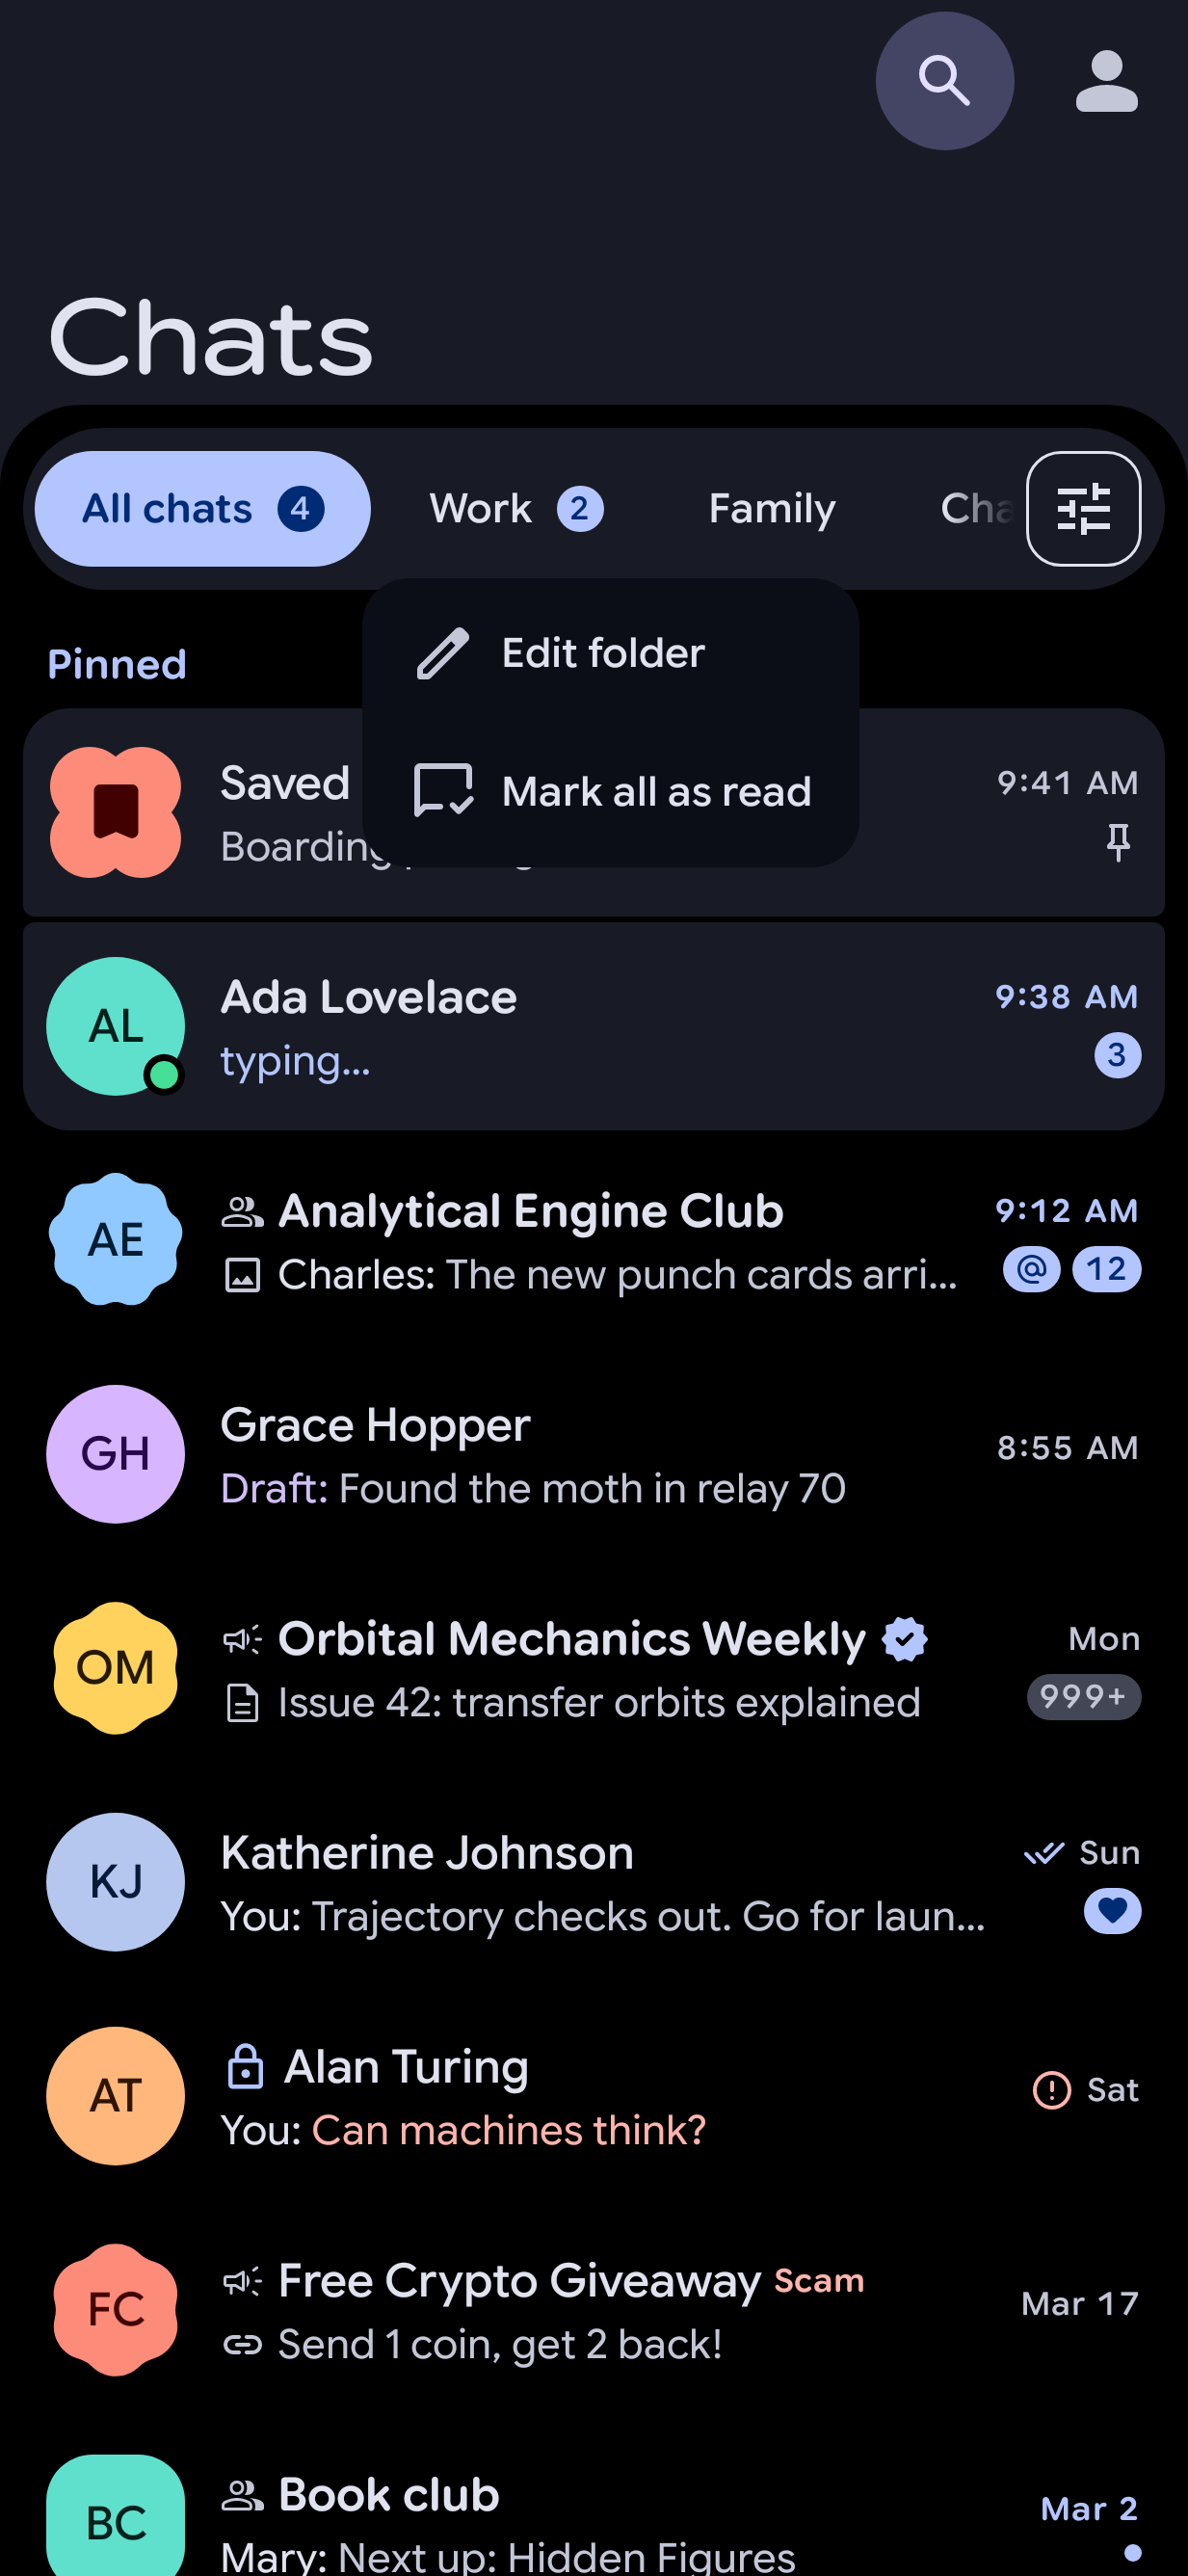 Chats
All chats 4 Work 2 Family
Edit folder
Pinned
Mark all as read
Saved 9:41 AM
Boarding
AL Ada Lovelace 9:38 AM
typing... 3
AE Analytical Engine Club 9:12 AM
Charles: The new punch cards arri... @ 12
GH Grace Hopper 8:55 AM
Draft: Found the moth in relay 70
OM Orbital Mechanics Weekly Mon
Issue 42: transfer orbits explained 999+
KJ Katherine Johnson Sun
You: Trajectory checks out. Go for laun...
AT Alan Turing Sat
You: Can machines think?
FC Free Crypto Giveaway Scam Mar 17
Send 1 coin, get 2 back!
BC Book club Mar 2
Mary: Next up: Hidden Figures